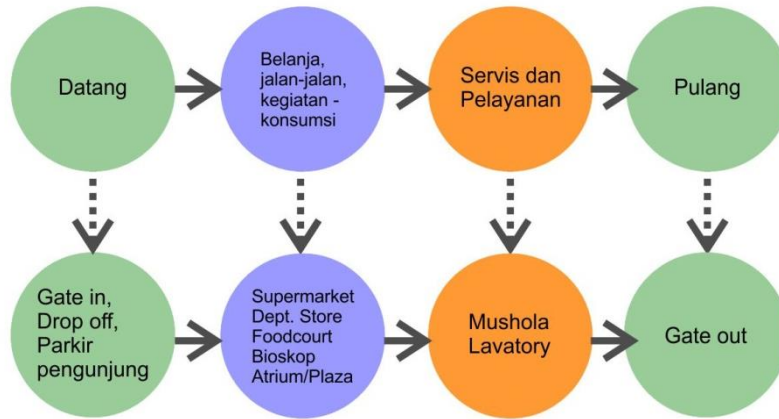 Datang
Belanja,
jalan-jalan,
kegiatan -
konsumsi
Servis dan
Pelayanan
Pulang
Gate in,
Drop off,
Parkir
pengunjung
Supermarket
Dept. Store
Foodcourt
Bioskop
Atrium/Plaza
Mushola
Lavatory
Gate out